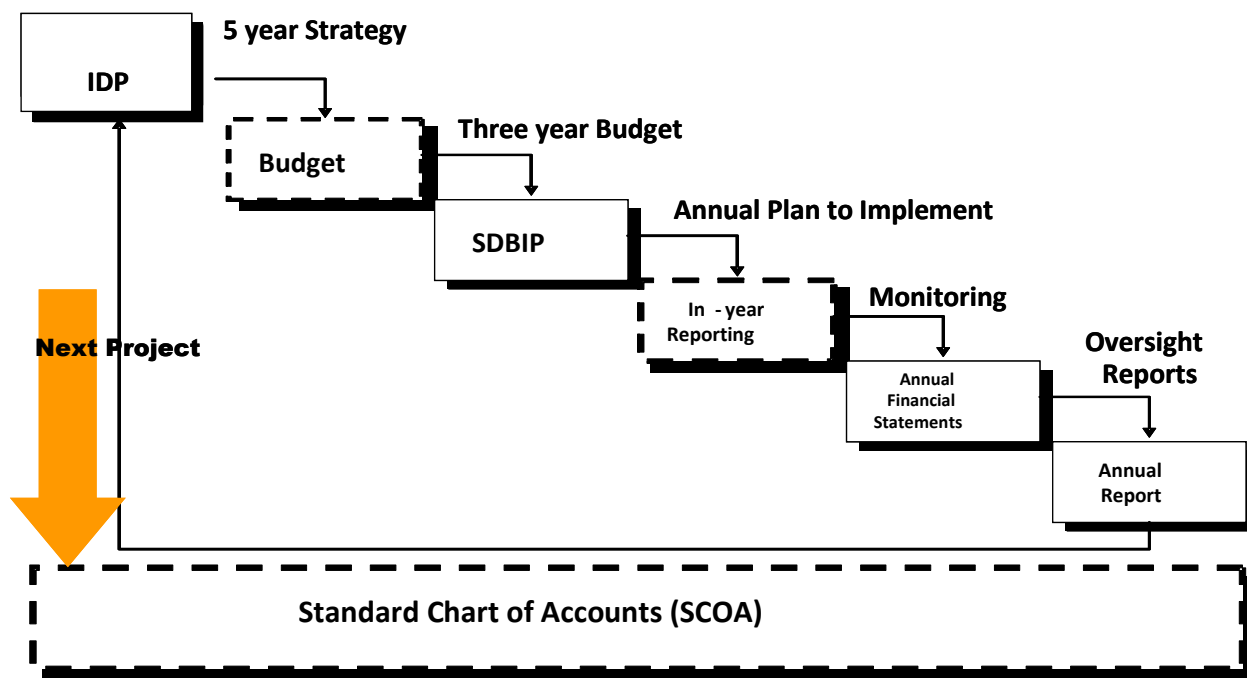 5 year Strategy
IDP
Three year Budget
Budget
Annual Plan to Implement
SDBIP
Monitoring
In - year
Reporting
Next Project
Oversight
Reports
Annual
Financial
Statements
Annual
Report
Standard Chart of Accounts (SCOA)